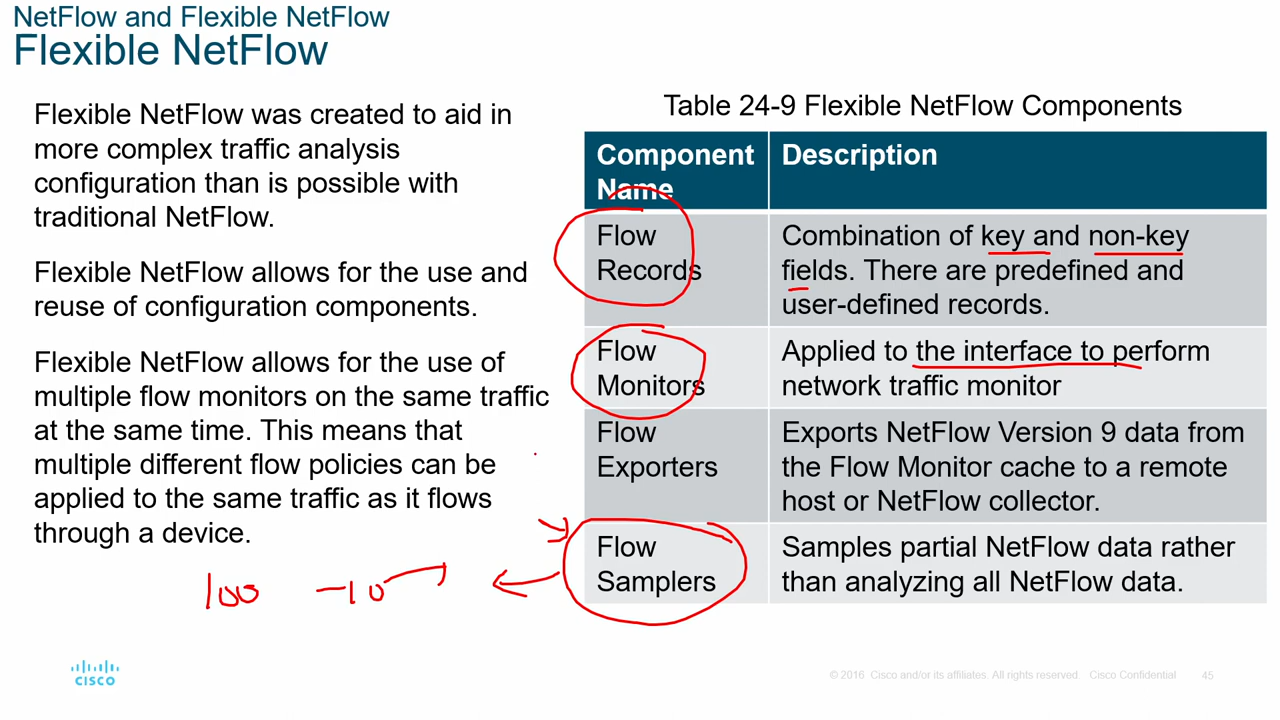 NetFlow and Flexible NetFlow
Flexible NetFlow
Flexible NetFlow was created to aid in
more complex traffic analysis
configuration than is possible with
traditional NetFlow.
Flexible NetFlow allows for the use and
reuse of configuration components.
Flexible NetFlow allows for the use of
multiple flow monitors on the same traffic
at the same time. This means that
multiple different flow policies can be
applied to the same traffic as it flows
through a device.
100 -10
Table 24-9 Flexible NetFlow Components
Component
Name
Description
Flow
Records
Combination of key and non-key
fields. There are predefined and
user-defined records.
Flow
Monitors
Applied to the interface to perform
network traffic monitor
Flow
Exporters
Exports NetFlow Version 9 data from
the Flow Monitor cache to a remote
host or NetFlow collector.
Flow
Samplers
Samples partial NetFlow data rather
than analyzing all NetFlow data.
CISCO
© 2016 Cisco and/or its affiliates. All rights reserved. Cisco Confidential 45